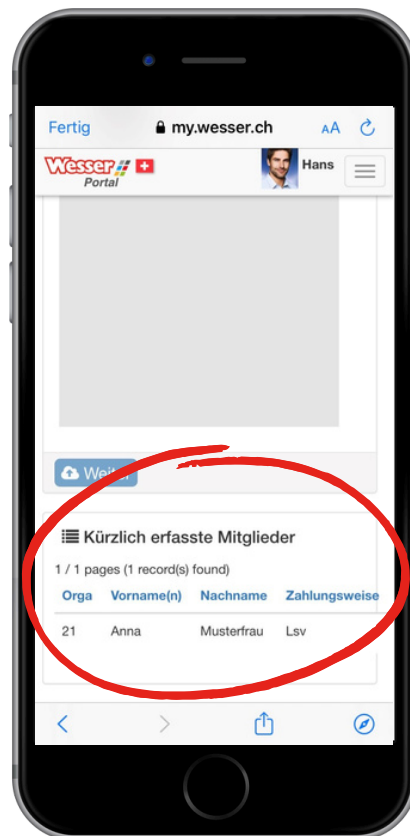 Fertig my.wesser.ch AA
Wesser
Portal
Hans
Weiter
Kürzlich erfasste Mitglieder
1 / 1 pages (1 record(s) found)
Orga Vorname(n) Nachname Zahlungsweise
21 Anna Musterfrau Lsv